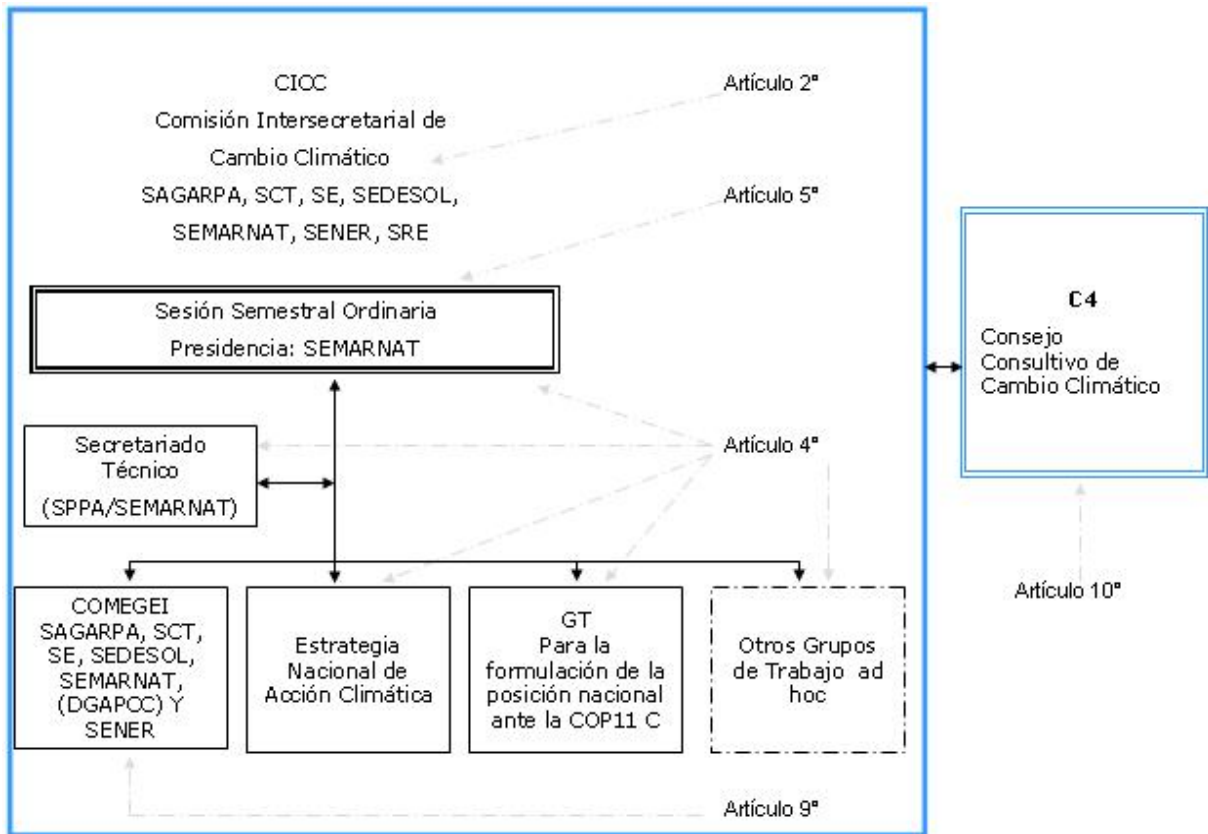 CICC
Comisión Intersecretarial de
Cambio Climático
SAGARPA, SCT, SE, SEDESOL,
SEMARNAT, SENER, SRE
Artículo 2°
Artículo 5°
Sesión Semestral Ordinaria
Presidencia: SEMARNAT
C4
Consejo
Consultivo de
Cambio Climático
Secretariado
Técnico
(SPPA/SEMARNAT)
Artículo 4°
Artículo 10°
COMEGEI
SAGARPA, SCT,
SE, SEDESOL,
SEMARNAT,
(DGAPCC) Y
SENER
Estrategia
Nacional de
Acción Climática
GT
Para la
formulación de la
posición nacional
ante la COP11 C
Otros Grupos
de Trabajo ad
hoc
Artículo 9°